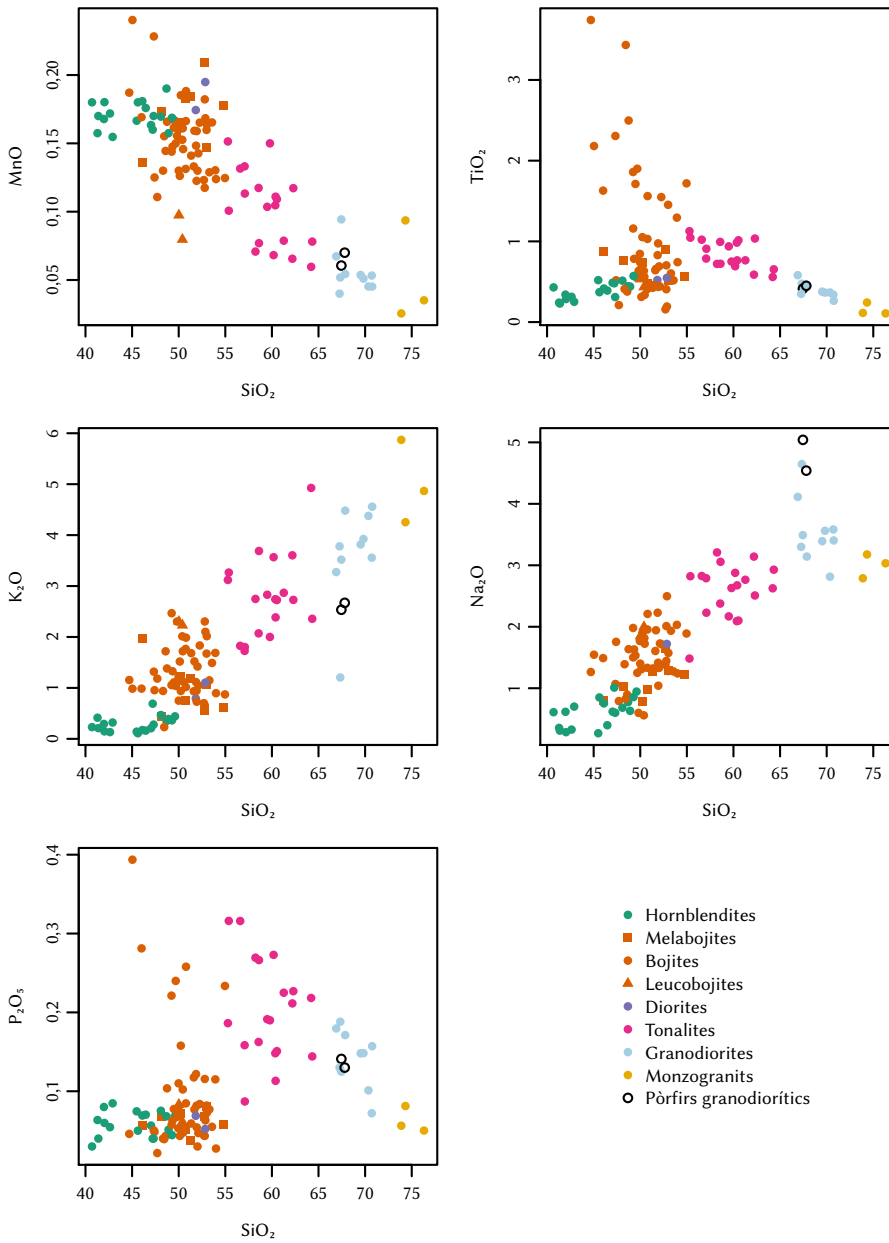 MnO
0,20
0,15
0,10
0,05
40 45 50 55 60 65 70 75
SiO₂
TiO₂
3
2
1
0
40 45 50 55 60 65 70 75
SiO₂
K₂O
6
5
4
3
2
1
0
40 45 50 55 60 65 70 75
SiO₂
Na₂O
5
4
3
2
1
40 45 50 55 60 65 70 75
SiO₂
P₂O₅
0,4
0,3
0,2
0,1
40 45 50 55 60 65 70 75
SiO₂
Hornblendites
Melabojites
Bojites
Leucobojites
Diorites
Tonalites
Granodiorites
Monzogranits
Pòrfirs granodiorítics